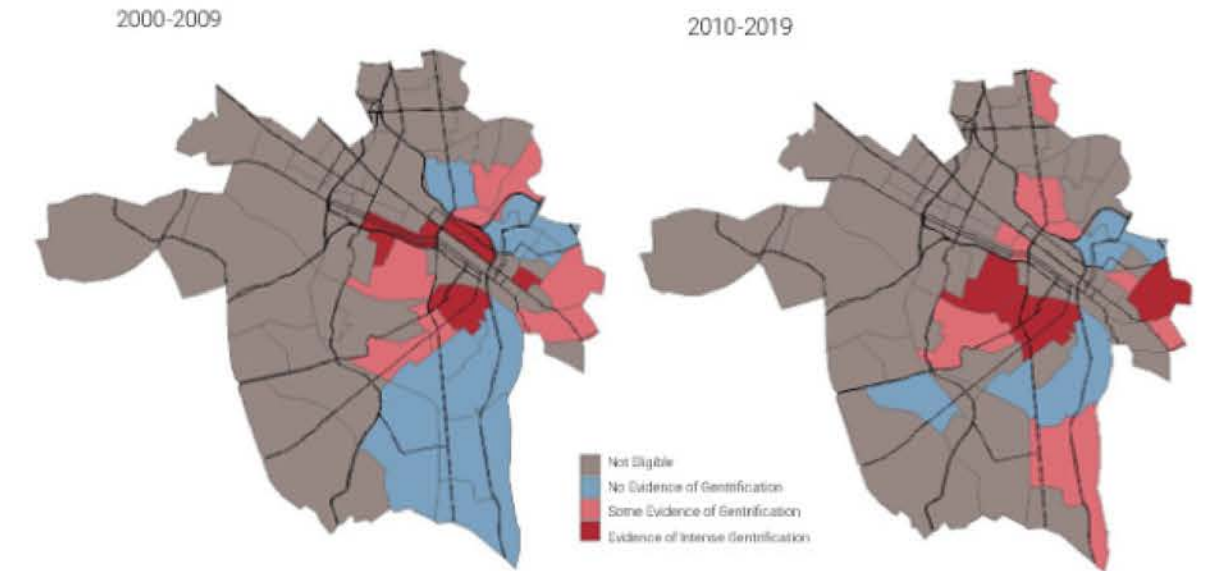 2000-2009
2010-2019
Not Eligible
No Evidence of Gentrification
Some Evidence of Gentrification
Evidence of Intense Gentrification